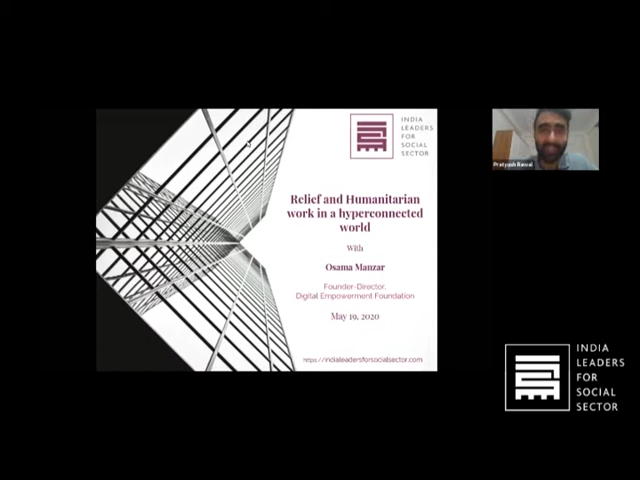 INDIA
LEADERS
FOR
SOCIAL
SECTOR
Relief and Humanitarian
work in a hyperconnected
world
With
Osama Manzar
Founder-Director,
Digital Empowerment Foundation
May 19, 2020
https://indialeadersforsocialsector.com
Pratyush Rawal
INDIA
LEADERS
FOR
SOCIAL
SECTOR